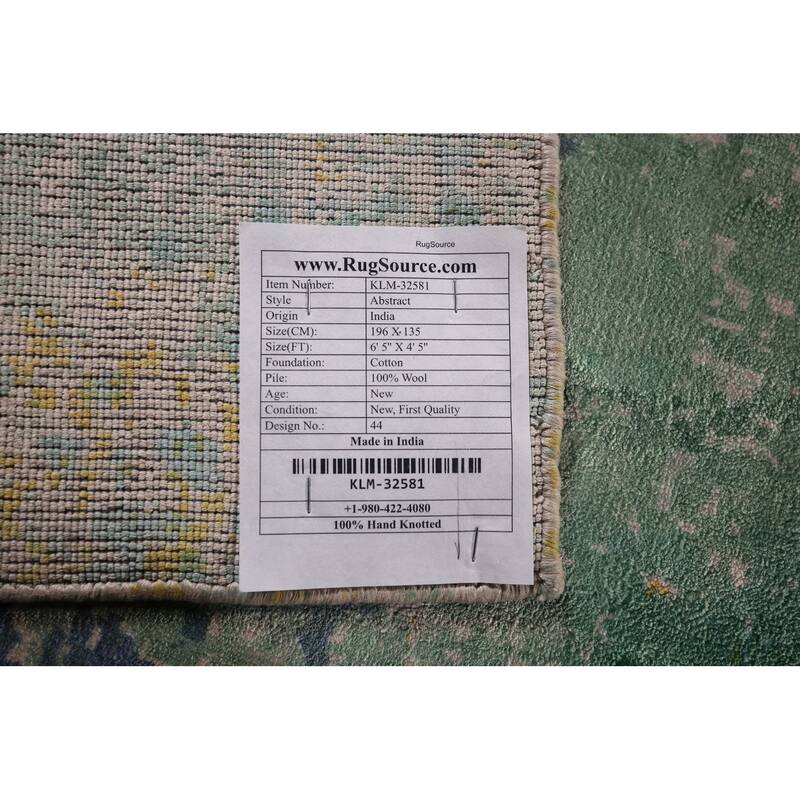 RugSource
www.RugSource.com
Item Number: KLM-32581
Style Abstract
Origin India
Size(CM): 196 X 135
Size(FT): 6' 5" X 4' 5"
Foundation: Cotton
Pile: 100% Wool
Age: New
Condition: New, First Quality
Design No.: 44
Made in India
KLM-32581
+1-980-422-4080
100% Hand Knotted